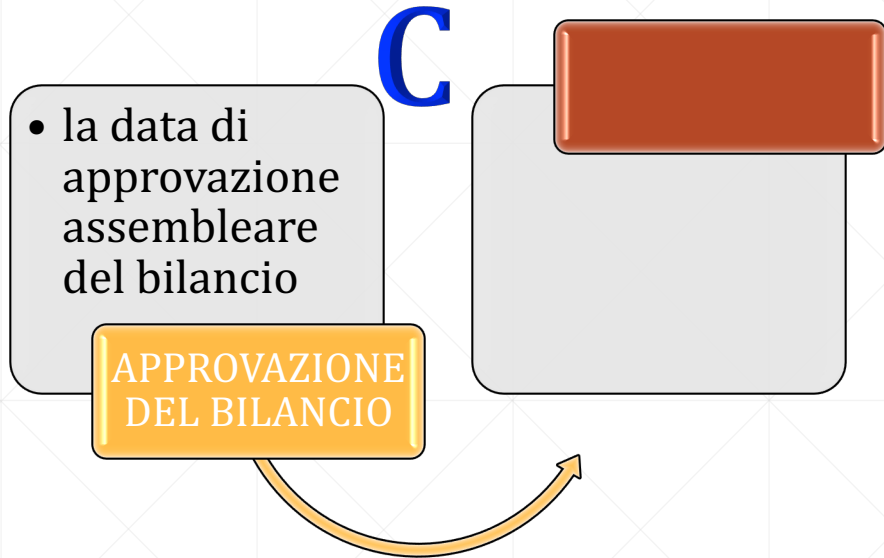 C
• la data di
approvazione
assembleare
del bilancio
APPROVAZIONE
DEL BILANCIO